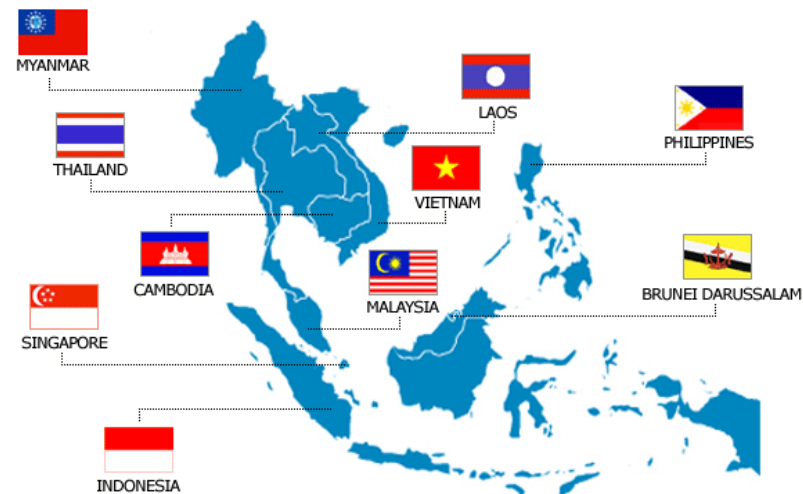 MYANMAR
LAOS
PHILIPPINES
THAILAND
VIETNAM
CAMBODIA
MALAYSIA
BRUNEI DARUSSALAM
SINGAPORE
INDONESIA